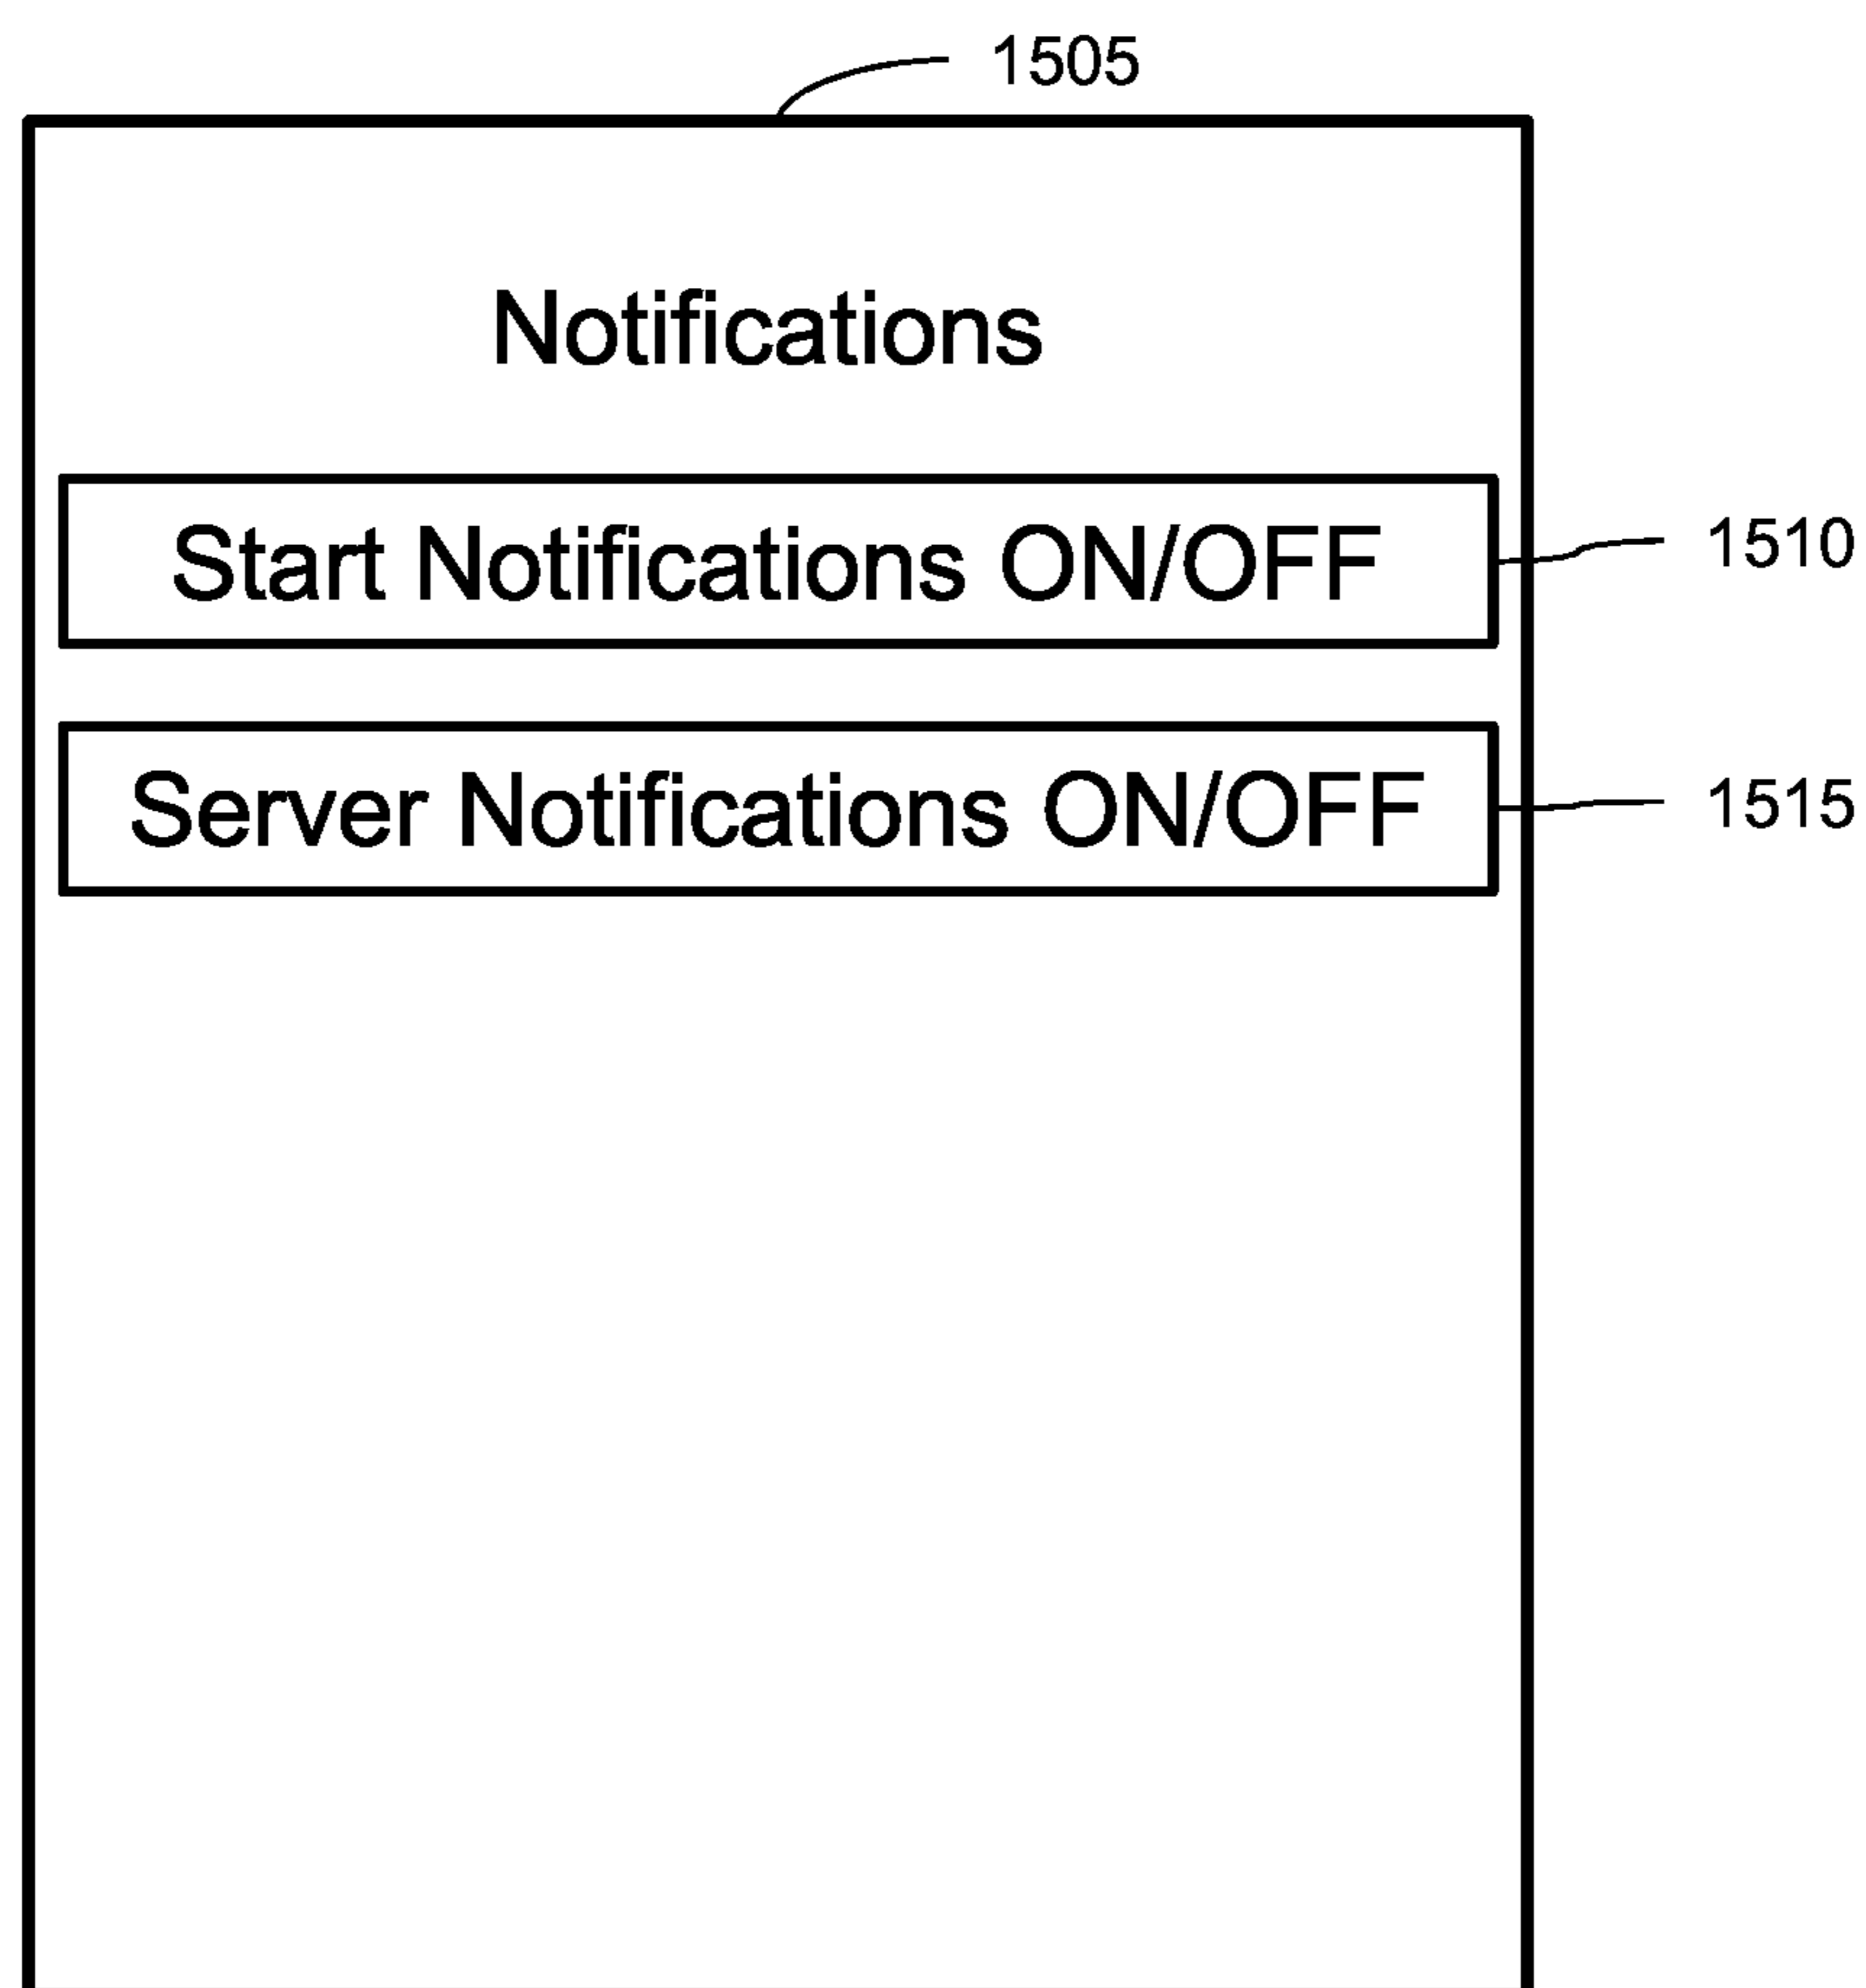 1505
Notifications
Start Notifications ON/OFF
1510
Server Notifications ON/OFF
1515